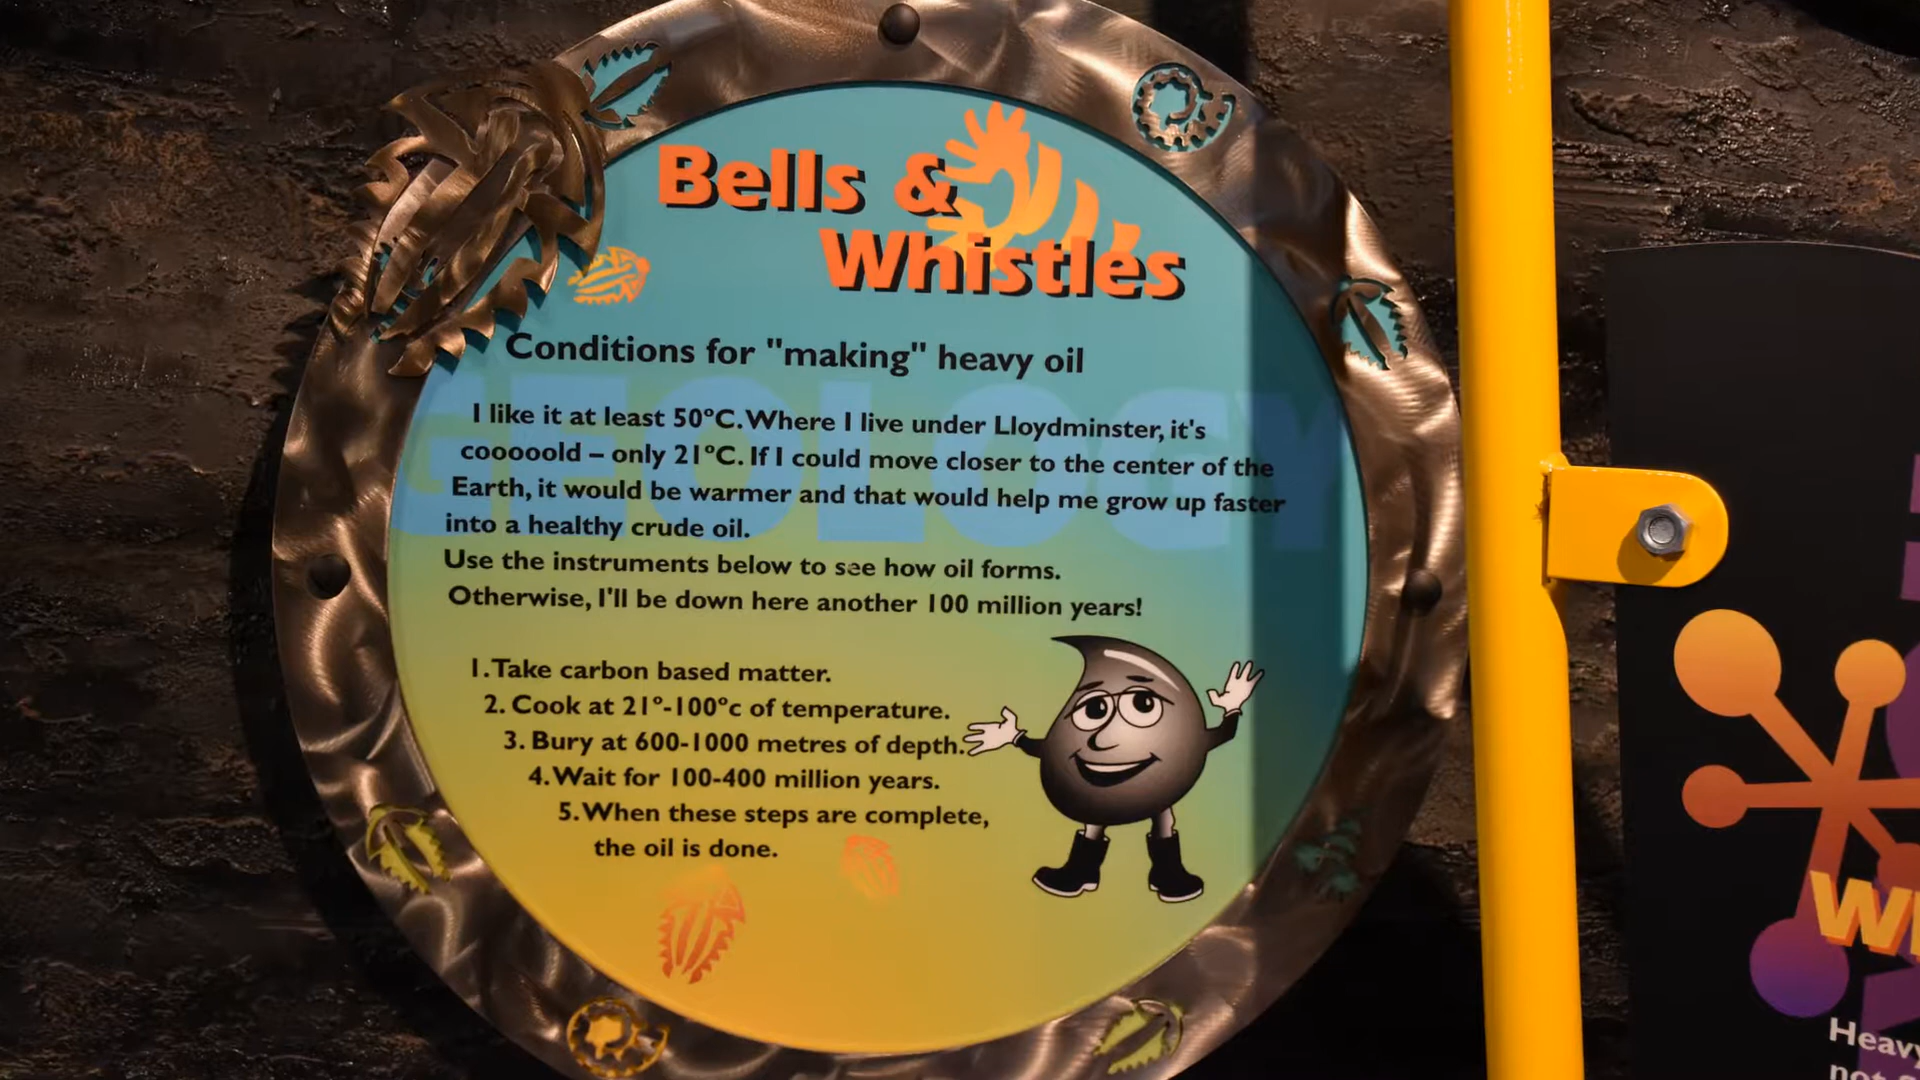 Bells &
Whistles
Conditions for "making" heavy oil
GEOLOGY
I like it at least 50°C. Where I live under Lloydminster, it's
cooooold – only 21°C. If I could move closer to the center of the
Earth, it would be warmer and that would help me grow up faster
into a healthy crude oil.
Use the instruments below to see how oil forms.
Otherwise, I'll be down here another 100 million years!
1. Take carbon based matter.
2. Cook at 21°-100°c of temperature.
3. Bury at 600-1000 metres of depth.
4. Wait for 100-400 million years.
5. When these steps are complete,
the oil is done.